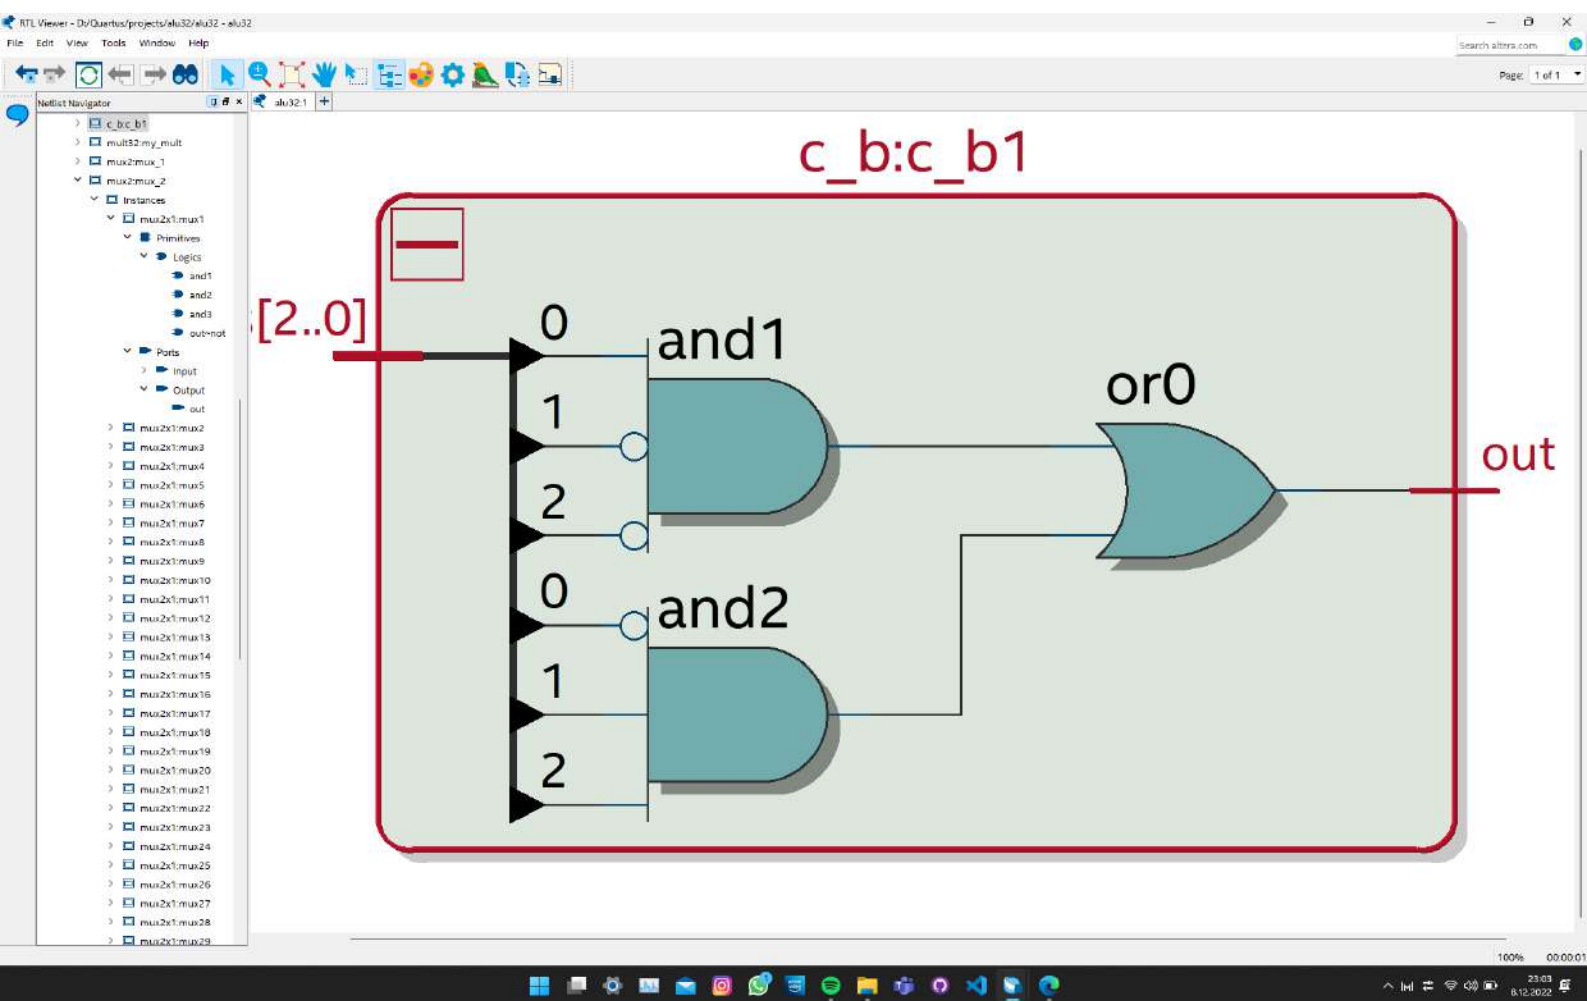 RTL Viewer - D:/Quartus/projects/alu32/alu32 - alu32
File Edit View Tools Window Help
Search altera.com
Page: 1 of 1
Netlist Navigator
alu32:1
c_b:c_b1
mult32:my_mult
mux2:mux_1
mux2:mux_2
Instances
mux2x1:mux1
Primitives
Logics
and1
and2
and3
out~not
Ports
Input
Output
out
mux2x1:mux2
mux2x1:mux3
mux2x1:mux4
mux2x1:mux5
mux2x1:mux6
mux2x1:mux7
mux2x1:mux8
mux2x1:mux9
mux2x1:mux10
mux2x1:mux11
mux2x1:mux12
mux2x1:mux13
mux2x1:mux14
mux2x1:mux15
mux2x1:mux16
mux2x1:mux17
mux2x1:mux18
mux2x1:mux19
mux2x1:mux20
mux2x1:mux21
mux2x1:mux22
mux2x1:mux23
mux2x1:mux24
mux2x1:mux25
mux2x1:mux26
mux2x1:mux27
mux2x1:mux28
mux2x1:mux29
c_b:c_b1
[2..0]
0
and1
1
2
or0
out
0
and2
1
2
100% 00:00:01
23:03
8.12.2022